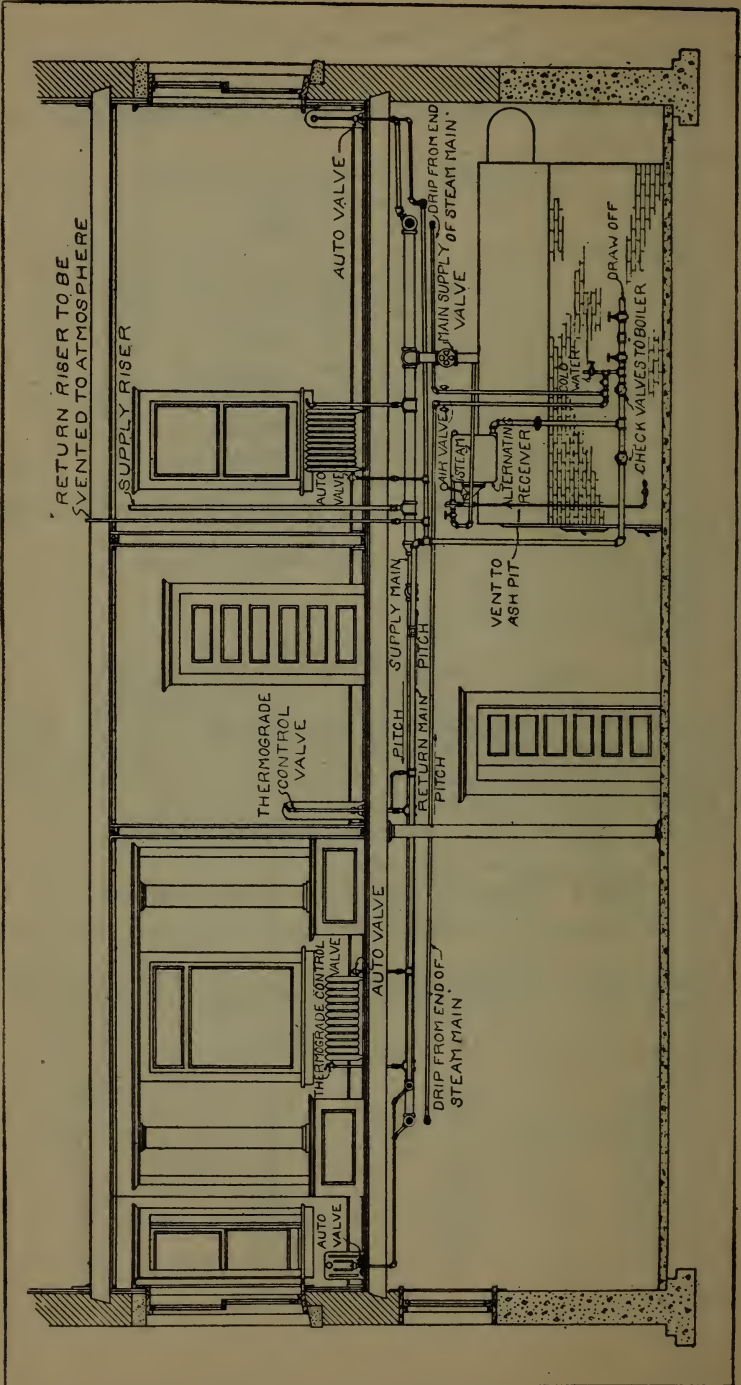 RETURN RISER TO BE
VENTED TO ATMOSPHERE
SUPPLY RISER
THERMOGRADE
CONTROL
VALVE
AUTO
VALVE
THERMOGRADE CONTROL
VALVE
AUTO VALVE
AUTO
VALVE
AUTO VALVE
PITCH
SUPPLY MAIN
RETURN MAIN
PITCH
PITCH
DRIP FROM END OF
STEAM MAIN
DRIP FROM END
OF STEAM MAIN
MAIN SUPPLY
VALVE
AIR VALVE
STEAM
ALTERNATING
RECEIVER
VENT TO
ASH PIT
COLD
WATER
DRAW OFF
CHECK VALVES TO BOILER